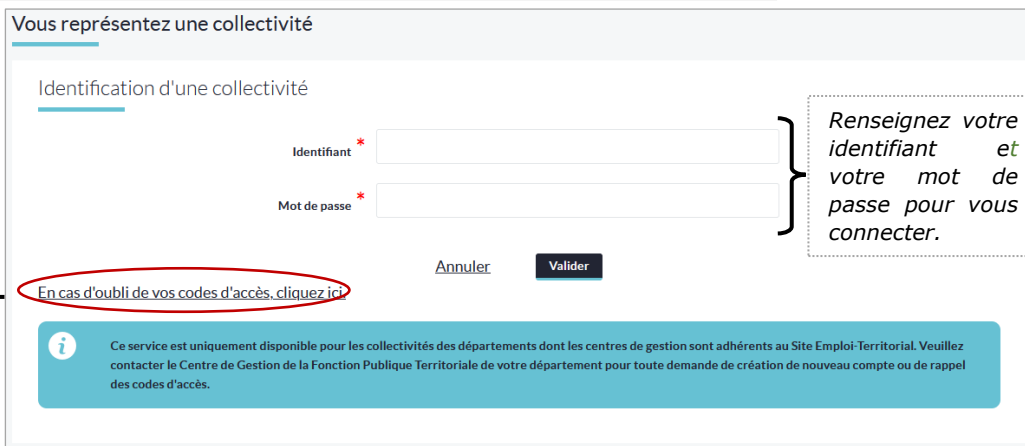 Vous représentez une collectivité
Identification d'une collectivité
Identifiant *
Mot de passe *
Renseignez votre
identifiant et
votre mot de
passe pour vous
connecter.
Annuler Valider
En cas d'oubli de vos codes d'accès, cliquez ici.
i
Ce service est uniquement disponible pour les collectivités des départements dont les centres de gestion sont adhérents au Site Emploi-Territorial. Veuillez
contacter le Centre de Gestion de la Fonction Publique Territoriale de votre département pour toute demande de création de nouveau compte ou de rappel
des codes d'accès.